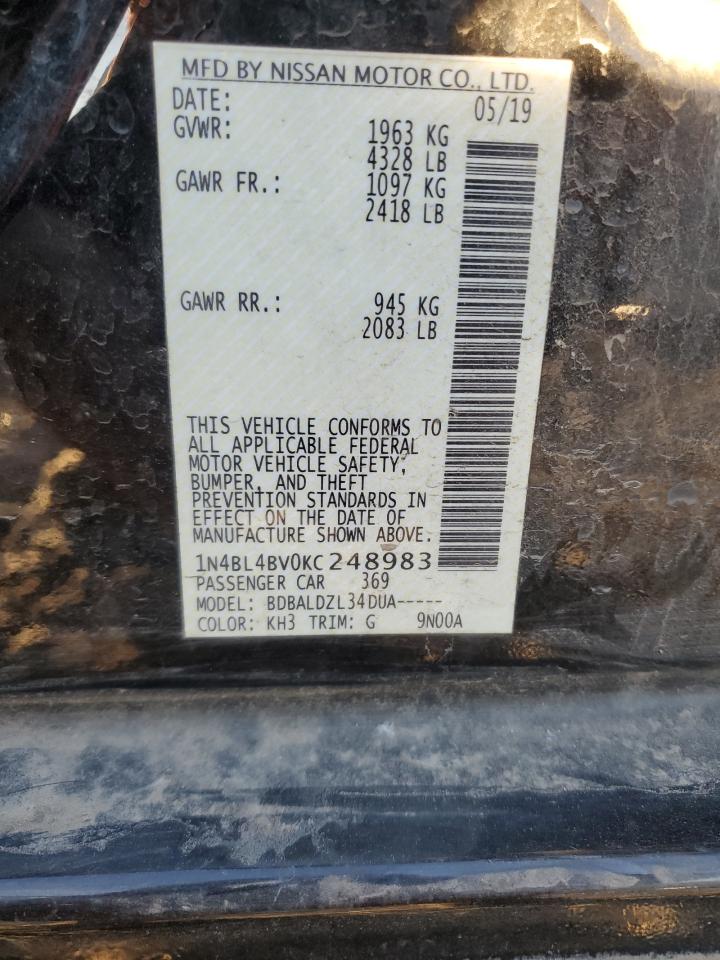 MFD BY NISSAN MOTOR CO., LTD.
DATE: 05/19
GVWR: 1963 KG
4328 LB
GAWR FR.: 1097 KG
2418 LB
GAWR RR.: 945 KG
2083 LB
THIS VEHICLE CONFORMS TO
ALL APPLICABLE FEDERAL
MOTOR VEHICLE SAFETY,
BUMPER, AND THEFT
PREVENTION STANDARDS IN
EFFECT ON THE DATE OF
MANUFACTURE SHOWN ABOVE.
1N4BL4BV0KC248983
PASSENGER CAR 369
MODEL: BDBALDZL34DUA-----
COLOR: KH3 TRIM: G 9N00A